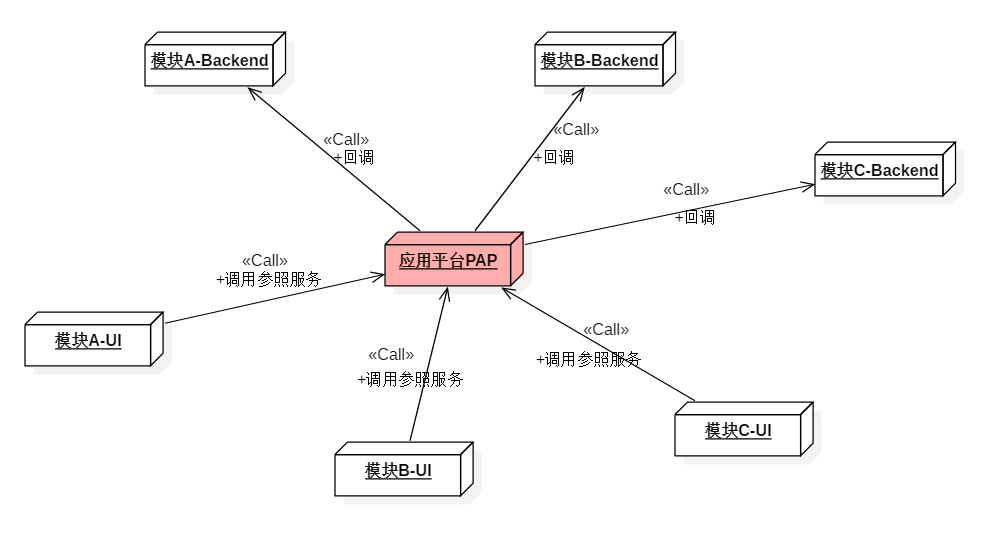 模块A-Backend
模块B-Backend
«Call»
+回调
«Call»
+回调
模块C-Backend
«Call»
+回调
应用平台PAP
«Call»
+调用参照服务
模块A-UI
«Call»
+调用参照服务
«Call»
+调用参照服务
模块B-UI
模块C-UI